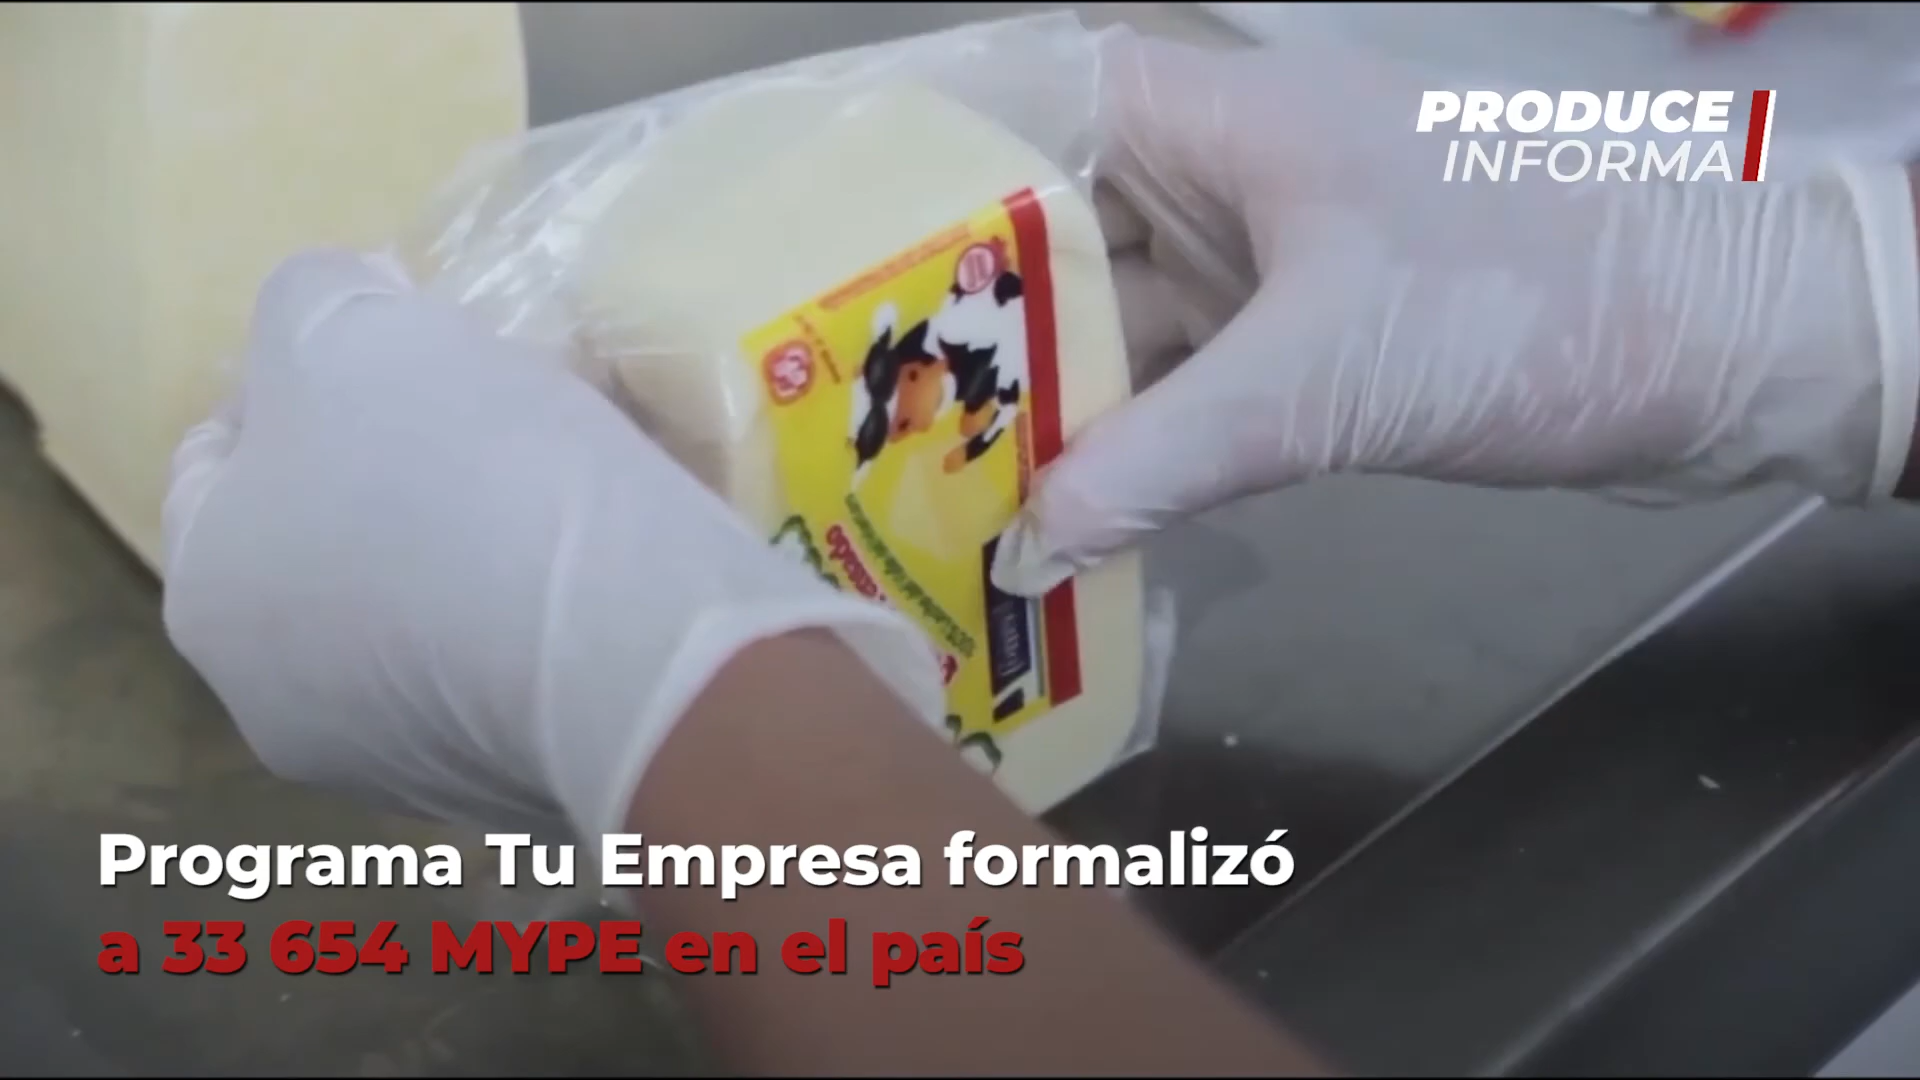 PRODUCE
INFORMA
Programa Tu Empresa formalizó
a 33 654 MYPE en el país